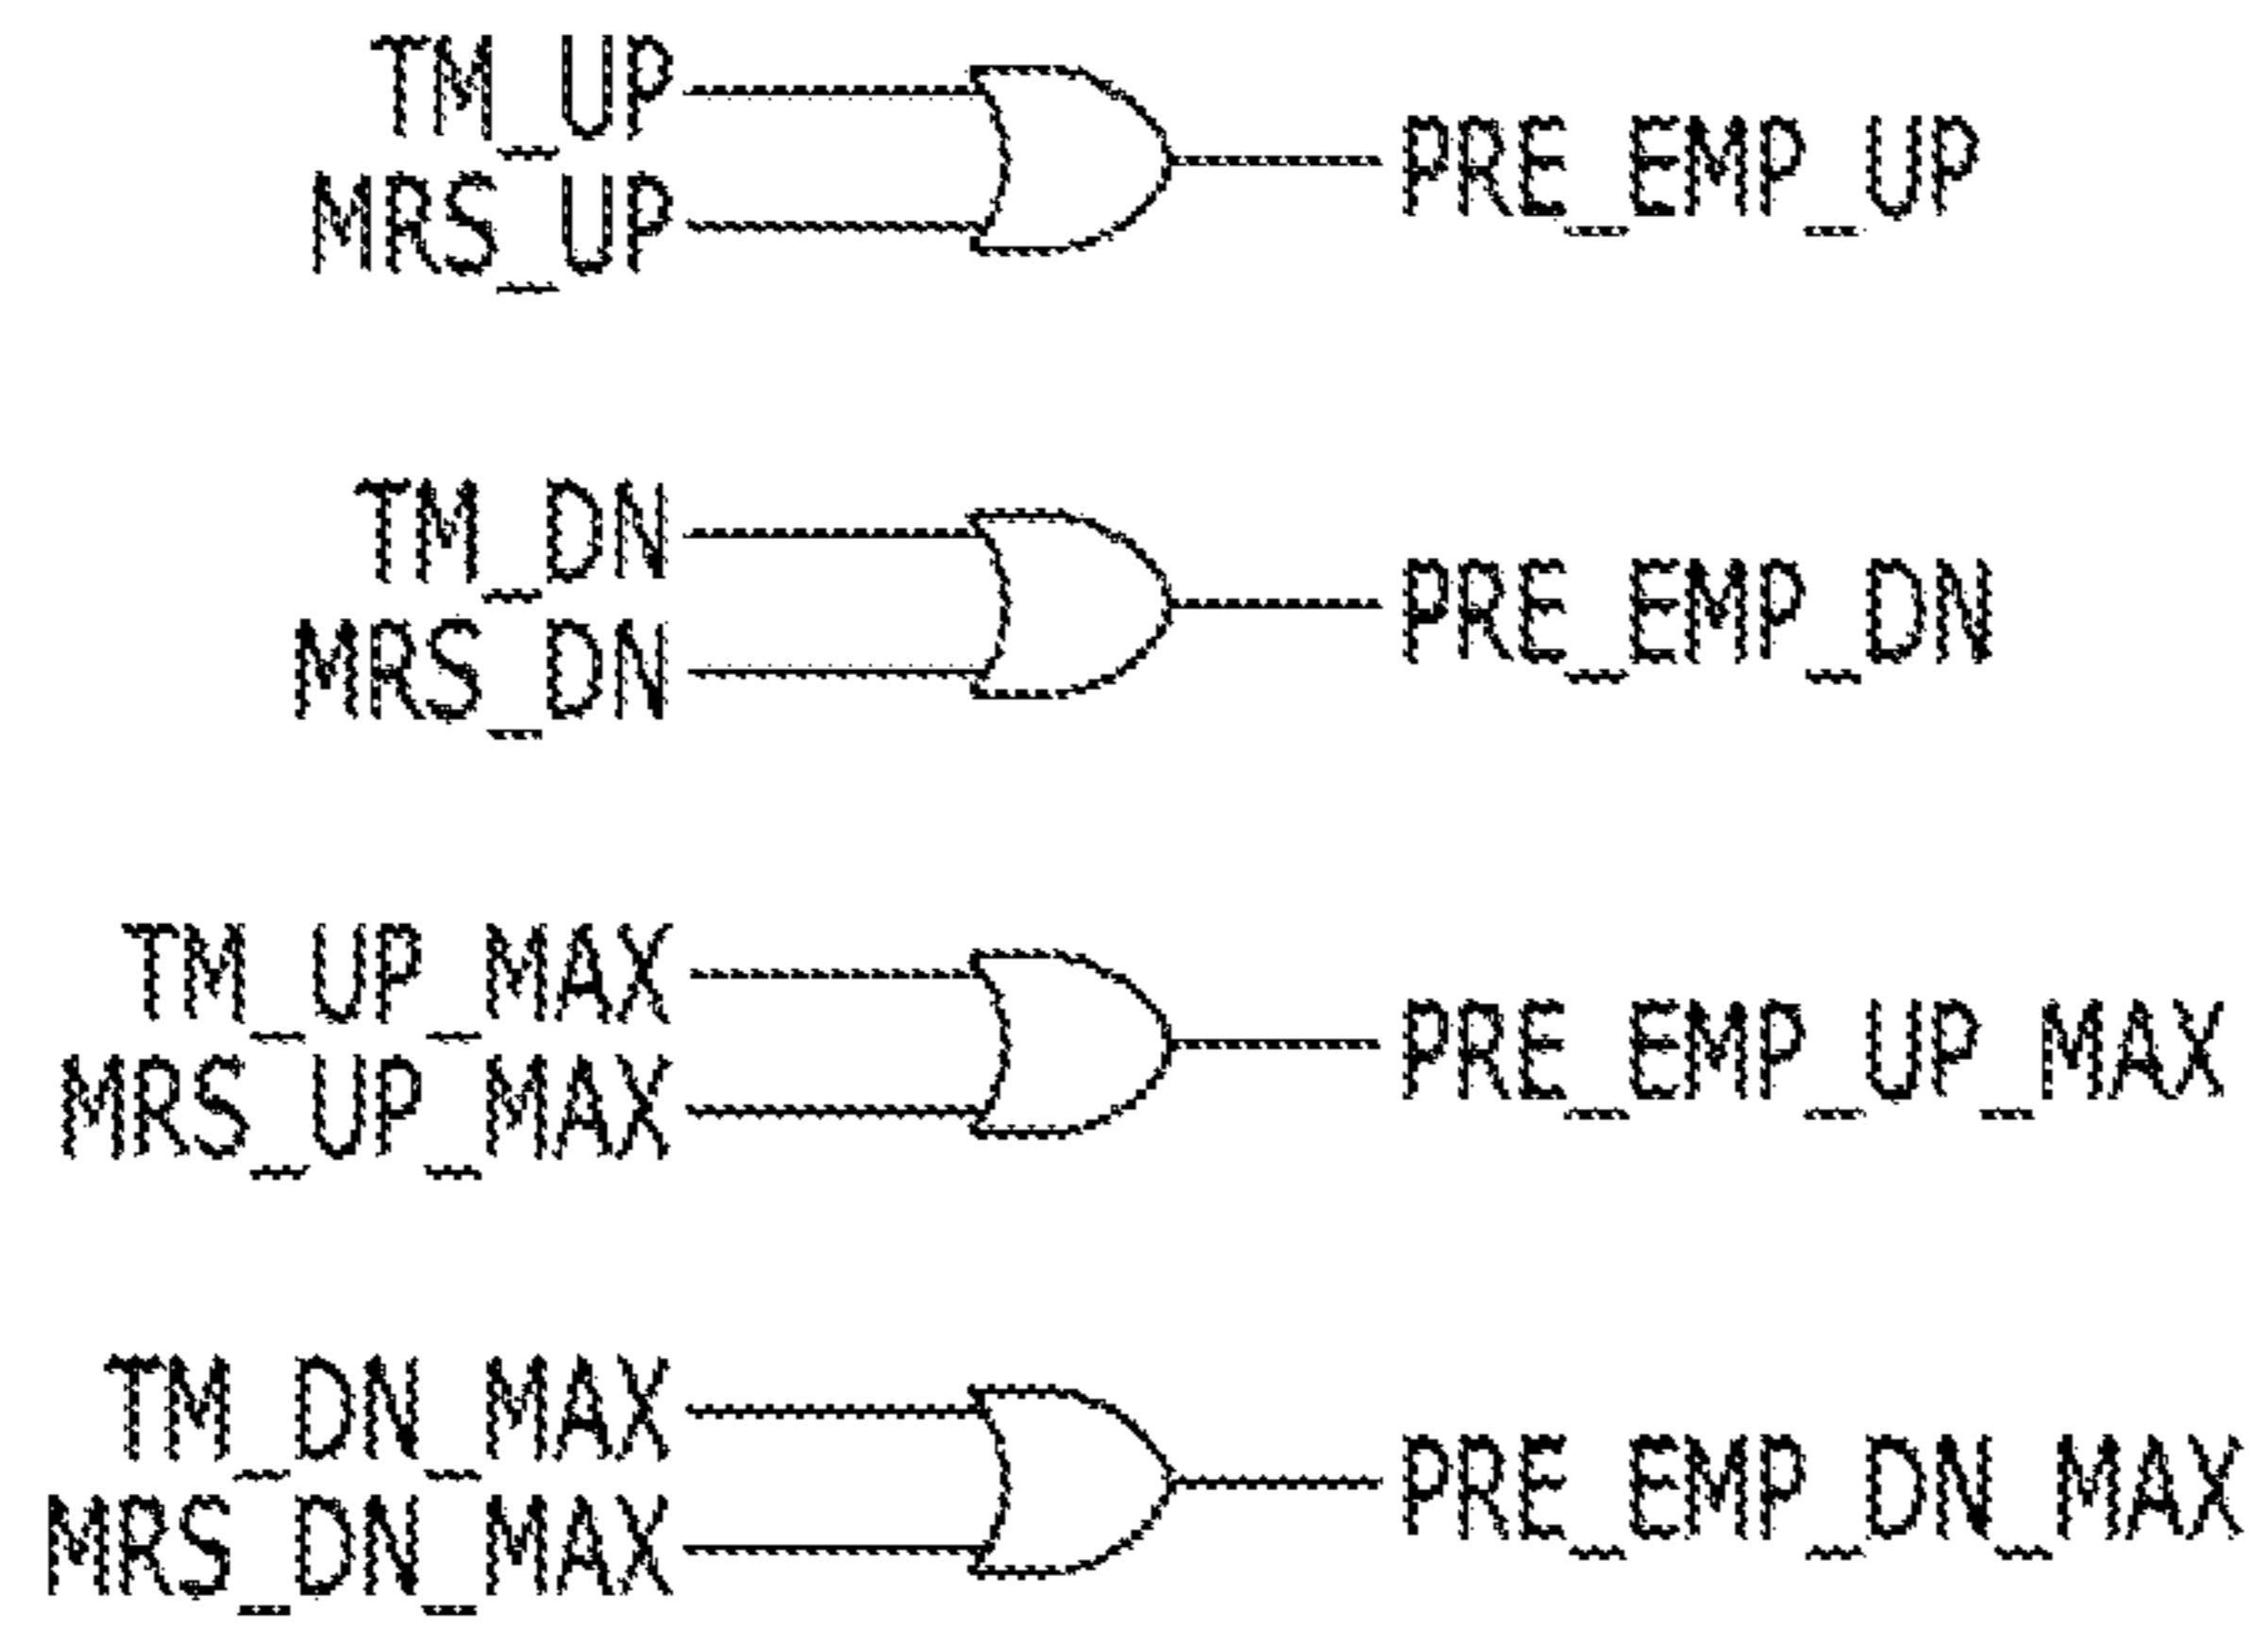 TM_UP
MRS_UP
PRE_EMP_UP
TM_DN
MRS_DN
PRE_EMP_DN
TM_UP_MAX
MRS_UP_MAX
PRE_EMP_UP_MAX
TM_DN_MAX
MRS_DN_MAX
PRE_EMP_DN_MAX